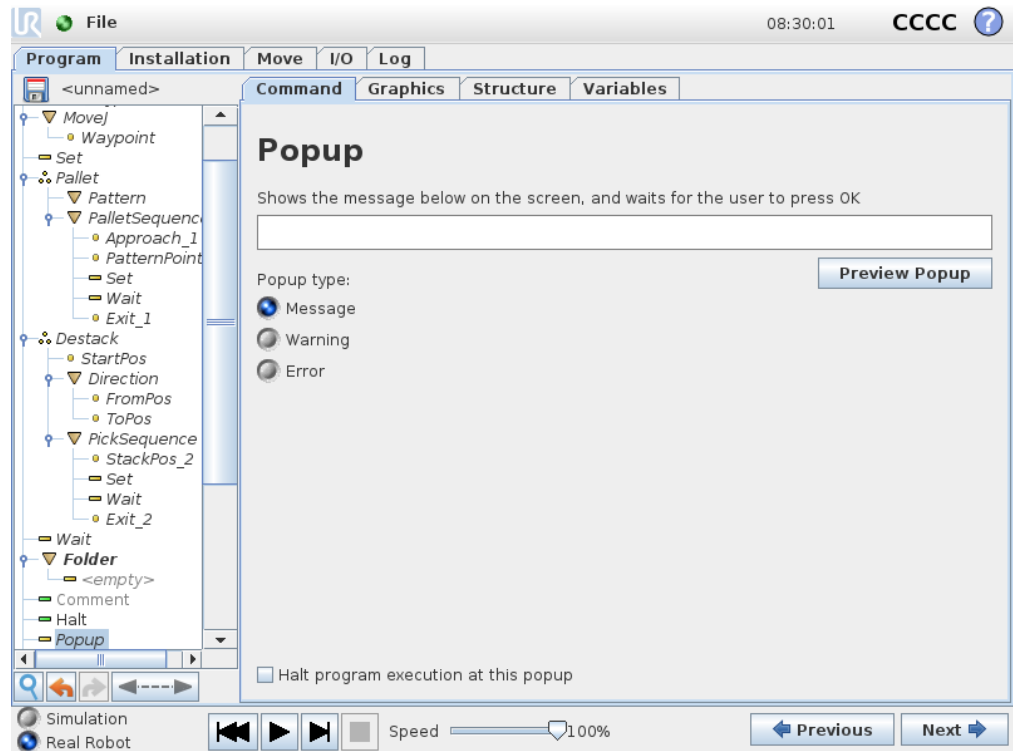 UR File 08:30:01 CCCC ?
Program Installation Move I/O Log
<unnamed>
Command Graphics Structure Variables
MoveJ
Waypoint
Set
Pallet
Pattern
PalletSequenc
Approach_1
PatternPoint
Set
Wait
Exit_1
Destack
StartPos
Direction
FromPos
ToPos
PickSequence
StackPos_2
Set
Wait
Exit_2
Wait
Folder
<empty>
Comment
Halt
Popup
Popup
Shows the message below on the screen, and waits for the user to press OK
Preview Popup
Popup type:
Message
Warning
Error
Halt program execution at this popup
Simulation
Real Robot
Speed 100%
Previous Next